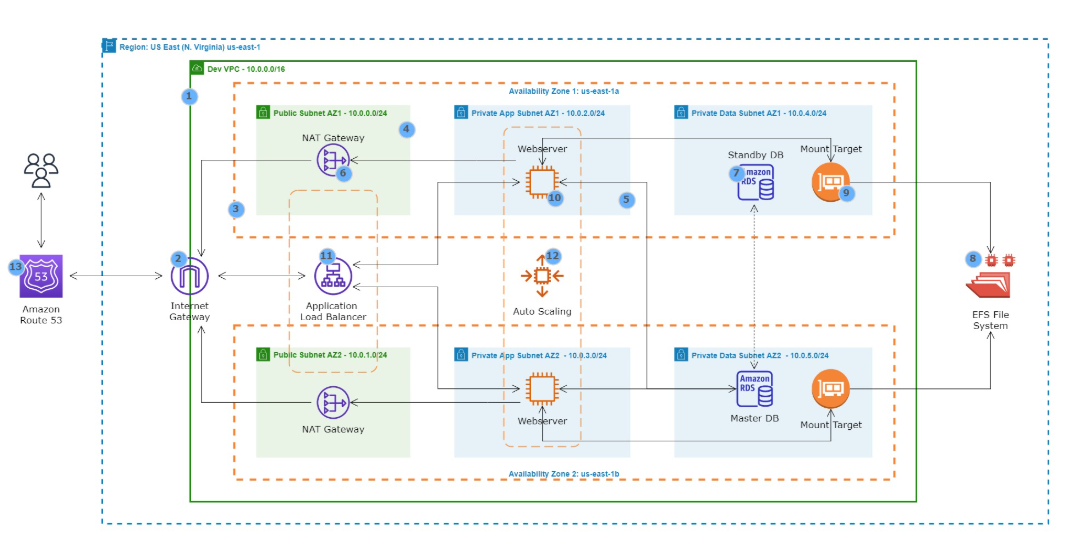 Region: US East (N. Virginia) us-east-1
Dev VPC - 10.0.0.0/16
1
Availability Zone 1: us-east-1a
Public Subnet AZ1 - 10.0.0.0/24
Private App Subnet AZ1 - 10.0.2.0/24
Private Data Subnet AZ1 - 10.0.4.0/24
4
NAT Gateway
6
Webserver
10
5
Standby DB
7
Amazon
RDS
Mount Target
9
3
13
53
Amazon
Route 53
2
Internet
Gateway
11
Application
Load Balancer
12
Auto Scaling
8
EFS File
System
Public Subnet AZ2 - 10.0.1.0/24
Private App Subnet AZ2 - 10.0.3.0/24
Private Data Subnet AZ2 - 10.0.5.0/24
NAT Gateway
Webserver
Amazon
RDS
Master DB
Mount Target
Availability Zone 2: us-east-1b